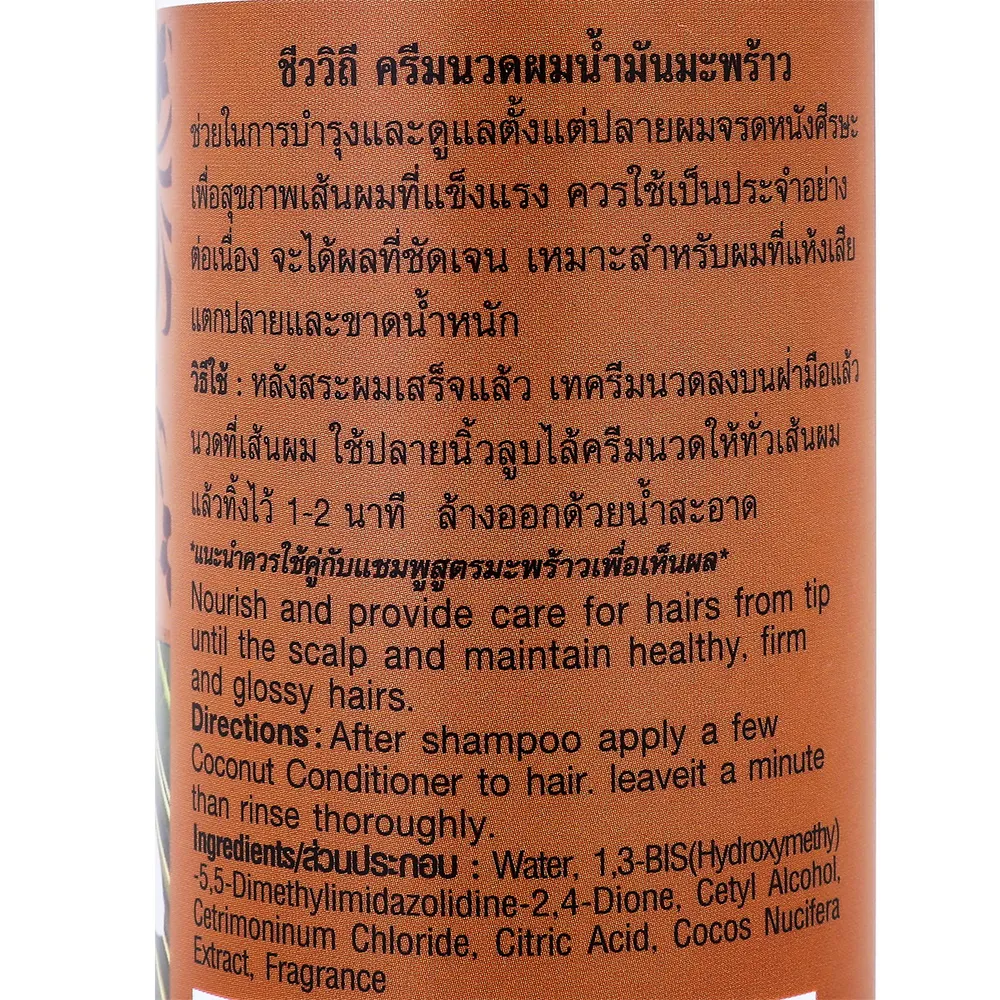 ชีววิถี ครีมนวดผมน้ำมันมะพร้าว
ช่วยในการบำรุงและดูแลตั้งแต่ปลายผมจรดหนังศีรษะ
เพื่อสุขภาพเส้นผมที่แข็งแรง ควรใช้เป็นประจำอย่าง
ต่อเนื่อง จะได้ผลที่ชัดเจน เหมาะสำหรับผมที่แห้งเสีย
แตกปลายและขาดน้ำหนัก
วิธีใช้ : หลังสระผมเสร็จแล้ว เทครีมนวดลงบนฝ่ามือแล้ว
นวดที่เส้นผม ใช้ปลายนิ้วลูบไล้ครีมนวดให้ทั่วเส้นผม
แล้วทิ้งไว้ 1-2 นาที ล้างออกด้วยน้ำสะอาด
*แนะนำควรใช้คู่กับแชมพูสูตรมะพร้าวเพื่อเห็นผล*
Nourish and provide care for hairs from tip
until the scalp and maintain healthy, firm
and glossy hairs.
Directions : After shampoo apply a few
Coconut Conditioner to hair. leaveit a minute
than rinse thoroughly.
Ingredients/ส่วนประกอบ : Water, 1,3-BIS(Hydroxymethy)
-5,5-Dimethylimidazolidine-2,4-Dione, Cetyl Alcohol,
Cetrimoninum Chloride, Citric Acid, Cocos Nucifera
Extract, Fragrance